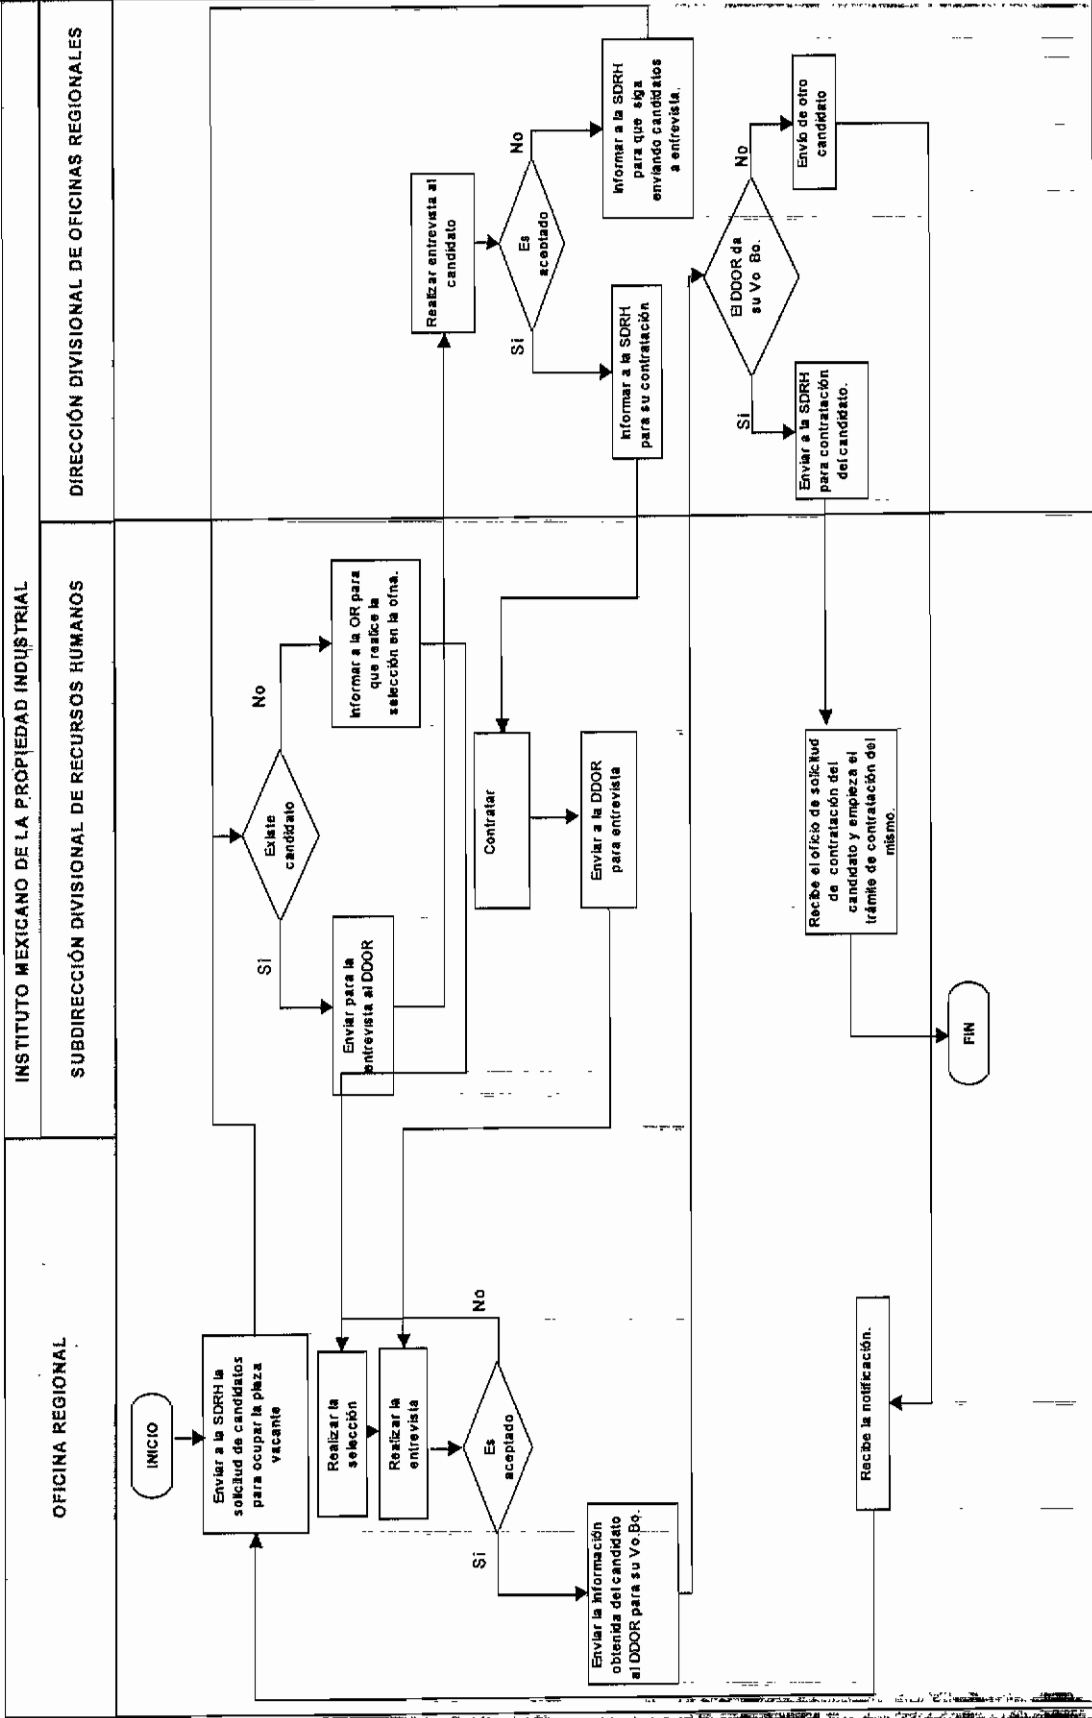 INSTITUTO MEXICANO DE LA PROPIEDAD INDUSTRIAL
OFICINA REGIONAL
SUBDIRECCIÓN DIVISIONAL DE RECURSOS HUMANOS
DIRECCIÓN DIVISIONAL DE OFICINAS REGIONALES
INICIO
Enviar a la SDRH la
solicitud de candidatos
para ocupar la plaza
vacante
Realizar la
selección
Realizar la
entrevista
Es
aceptado
No
Si
Enviar la información
obtenida del candidato
al DDOR para su Vo.Bo.
Recibe la notificación.
Existe
candidato
Si
No
Enviar para la
entrevista al DDOR
Informar a la OR para
que realice la
selección en la ofna.
Contratar
Enviar a la DDOR
para entrevista
Recibe el oficio de solicitud
de contratación del
candidato y empieza el
trámite de contratación del
mismo.
FIN
Realizar entrevista al
candidato
Es
aceptado
Si
No
Informar a la SDRH
para su contratación
Informar a la SDRH
para que siga
enviando candidatos
a entrevista.
El DDOR da
su Vo Bo.
Si
No
Enviar a la SDRH
para contratación
del candidato.
Envío de otro
candidato